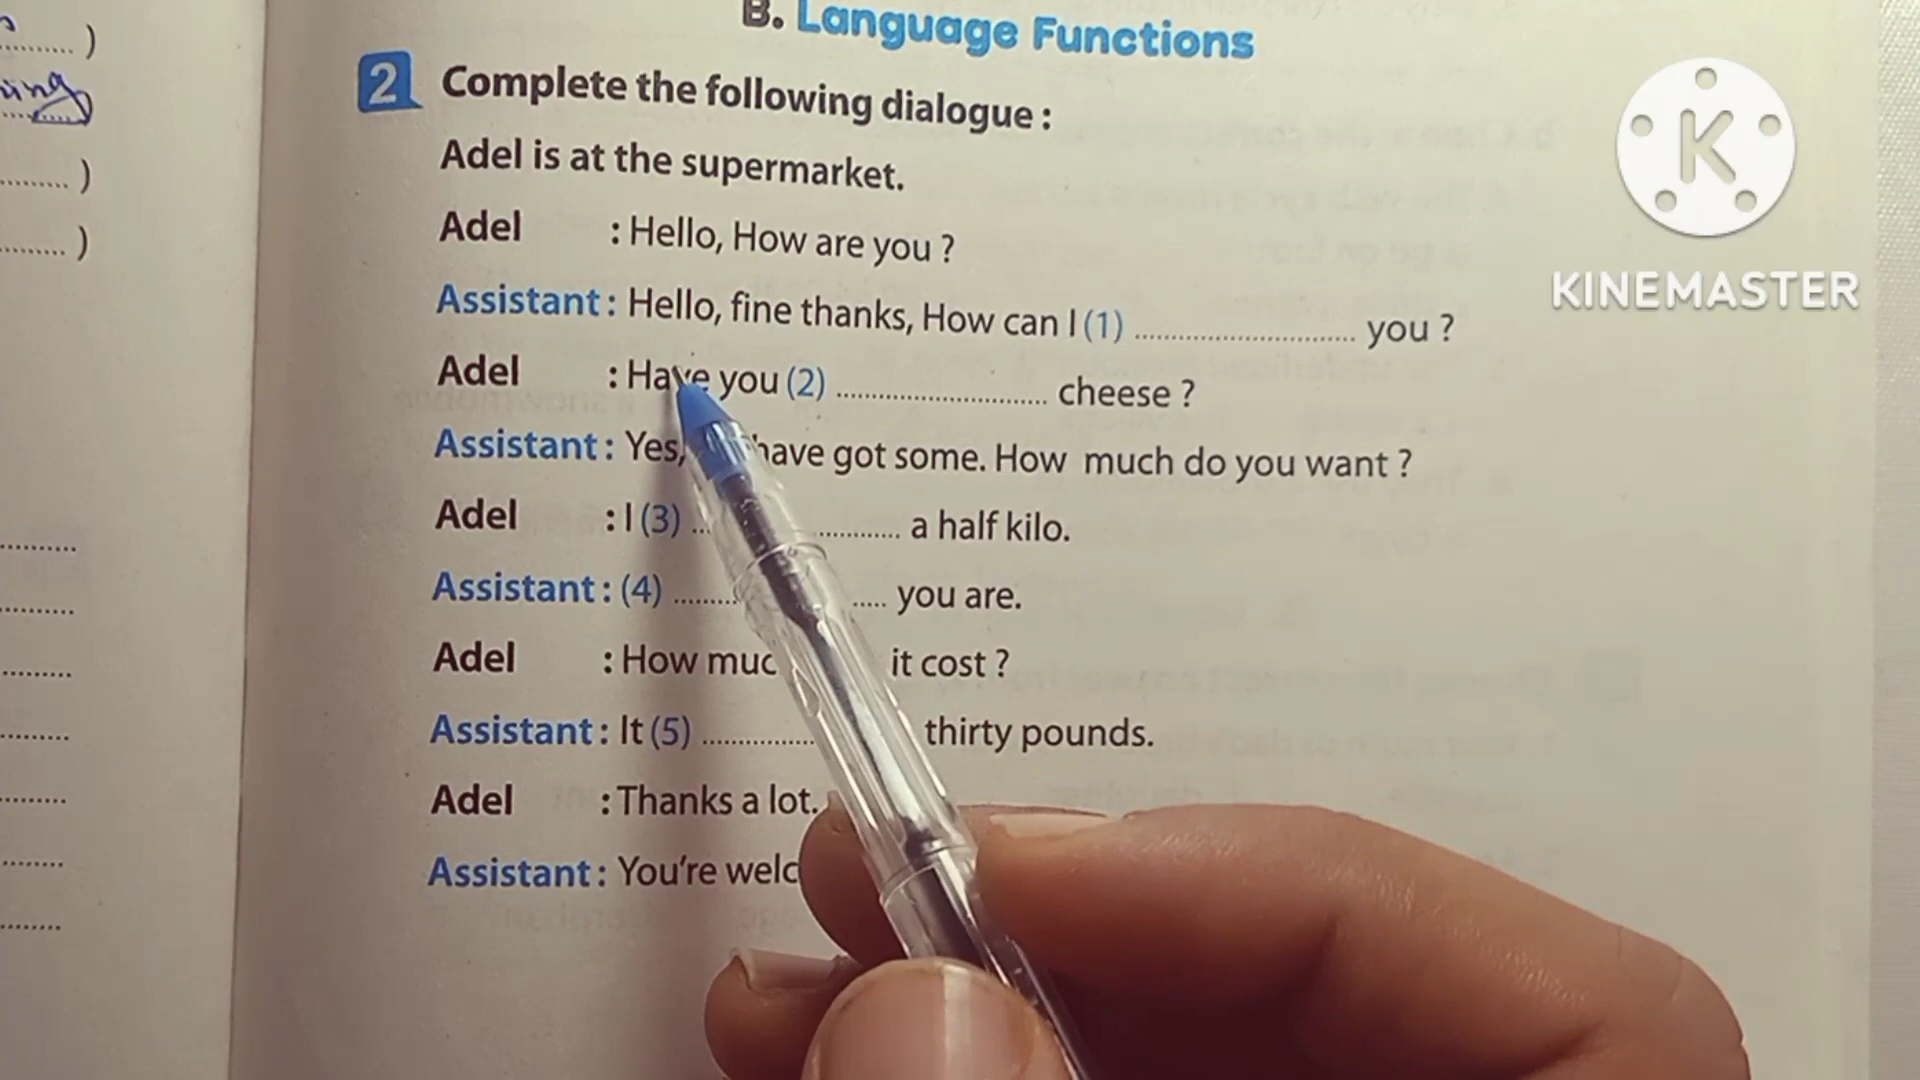 B. Language Functions
2 Complete the following dialogue :
Adel is at the supermarket.
Adel : Hello, How are you ?
Assistant : Hello, fine thanks, How can I (1) .............................. you ?
Adel : Have you (2) .............................. cheese ?
Assistant : Yes, have got some. How much do you want ?
Adel : I (3) .............................. a half kilo.
Assistant : (4) .............................. you are.
Adel : How it cost ?
Assistant : It (5) .............................. thirty pounds.
Adel : Thanks a lot.
Assistant : You're
K
KINEMASTER